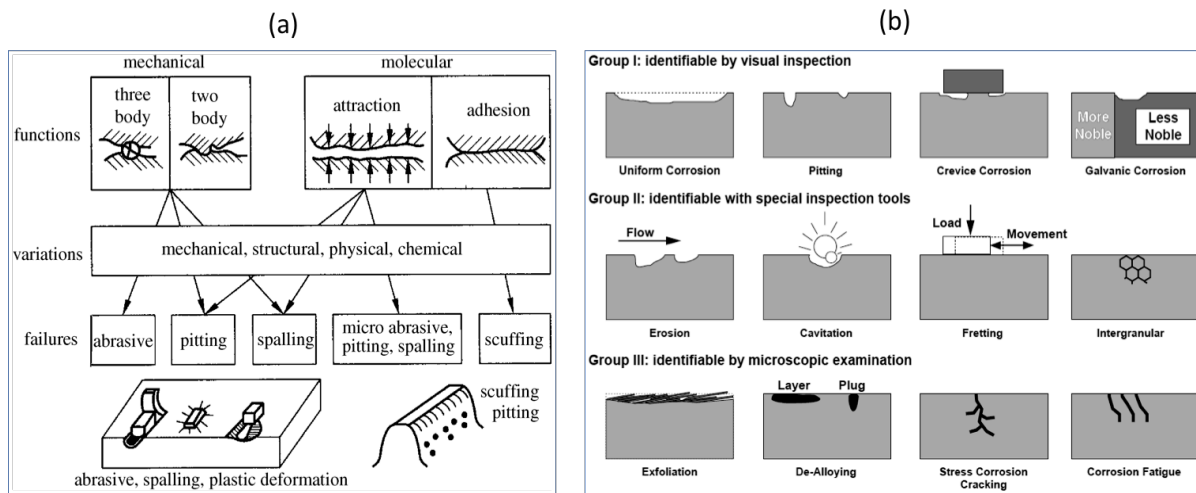 (a)
mechanical
molecular
three
body
two
body
attraction
adhesion
functions
variations
mechanical, structural, physical, chemical
failures
abrasive
pitting
spalling
micro abrasive,
pitting, spalling
scuffing
scuffing
pitting
abrasive, spalling, plastic deformation
(b)
Group I: identifiable by visual inspection
More
Noble
Less
Noble
Uniform Corrosion
Pitting
Crevice Corrosion
Galvanic Corrosion
Group II: identifiable with special inspection tools
Flow
Load
Movement
Erosion
Cavitation
Fretting
Intergranular
Group III: identifiable by microscopic examination
Layer
Plug
Exfoliation
De-Alloying
Stress Corrosion
Cracking
Corrosion Fatigue